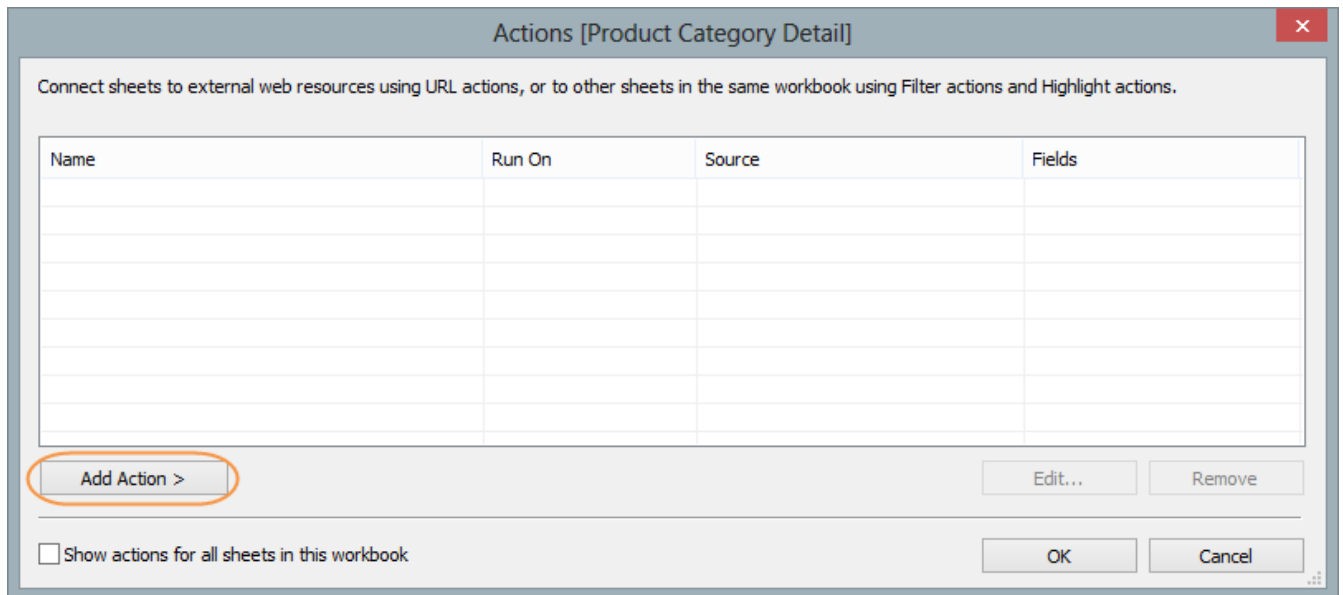 Actions [Product Category Detail]
Connect sheets to external web resources using URL actions, or to other sheets in the same workbook using Filter actions and Highlight actions.
Name Run On Source Fields
Add Action > Edit... Remove
Show actions for all sheets in this workbook OK Cancel